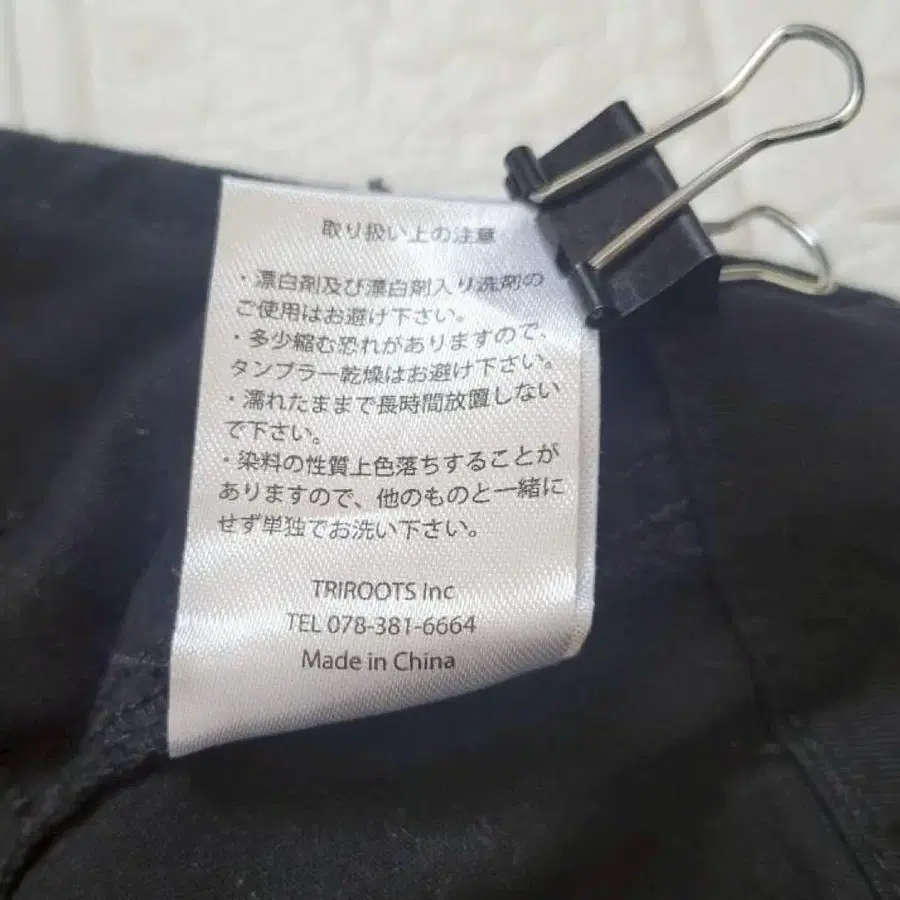 取り扱い上の注意
・漂白剤及び漂白剤入り洗剤の
ご使用はお避け下さい。
・多少縮む恐れがありますので、
タンブラー乾燥はお避け下さい。
・濡れたままで長時間放置しない
で下さい。
・染料の性質上色落ちすることが
ありますので、他のものと一緒に
せず単独でお洗い下さい。
TRIROOTS Inc
TEL 078-381-6664
Made in China